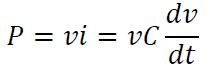 P = vi = vC dv/dt